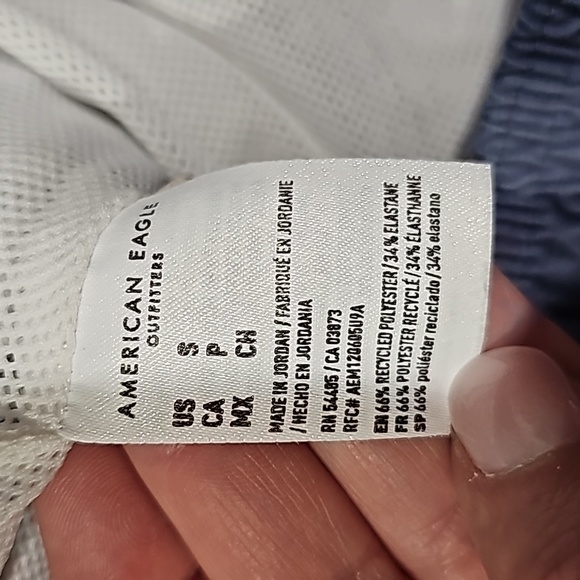 AMERICAN EAGLE
OUTFITTERS
US S
CA P
MX CH
MADE IN JORDAN / FABRIQUÉ EN JORDANIE
/ HECHO EN JORDANIA
RN 54485 / CA 03873
RFC# AEM120605U9A
EN 66% RECYCLED POLYESTER/34% ELASTANE
FR 66% POLYESTER RECYCLÉ/34% ÉLASTHANNE
SP 66% poliéster reciclado/34% elastano